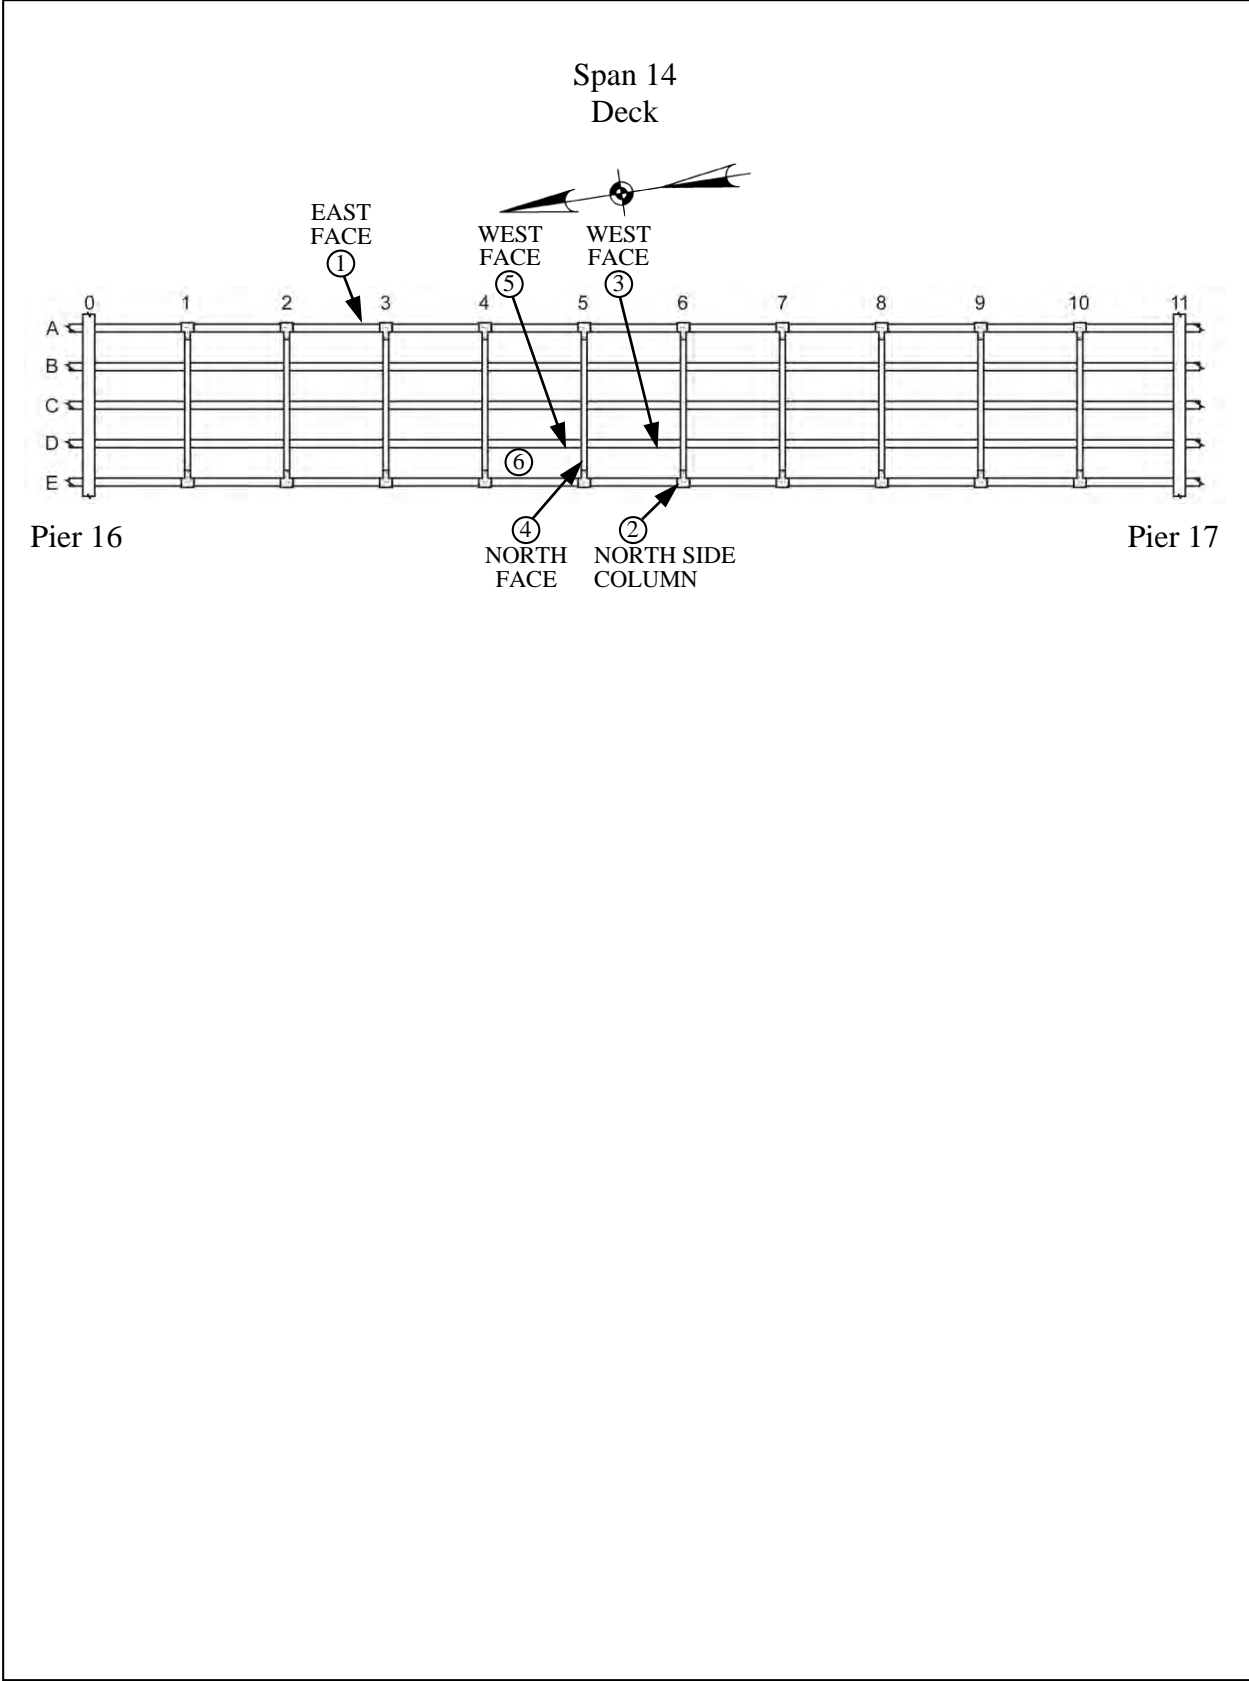 Span 14
Deck
EAST
FACE
1
WEST
FACE
5
WEST
FACE
3
0 1 2 3 4 5 6 7 8 9 10 11
A
B
C
D
E
6
Pier 16
4
NORTH
FACE
2
NORTH SIDE
COLUMN
Pier 17